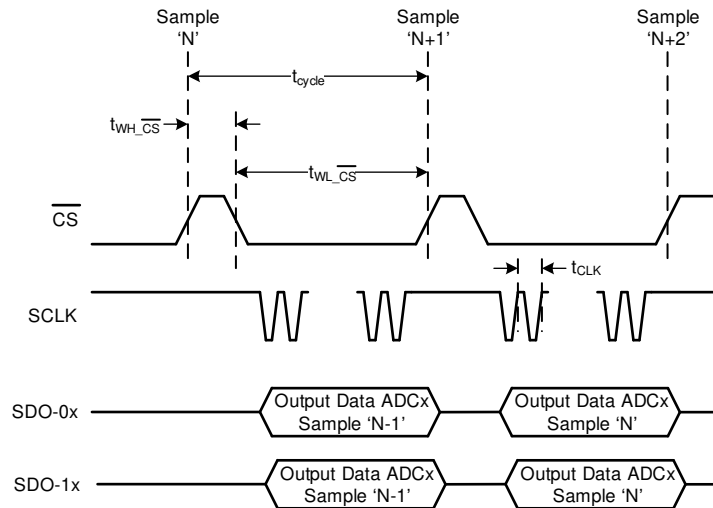 Sample Sample Sample
‘N’ ‘N+1’ ‘N+2’
tcycle
tWH_CS
tWL_CS
CS
tCLK
SCLK
Output Data ADCx Output Data ADCx
SDO-0x
Sample ‘N-1’ Sample ‘N’
Output Data ADCx Output Data ADCx
SDO-1x
Sample ‘N-1’ Sample ‘N’